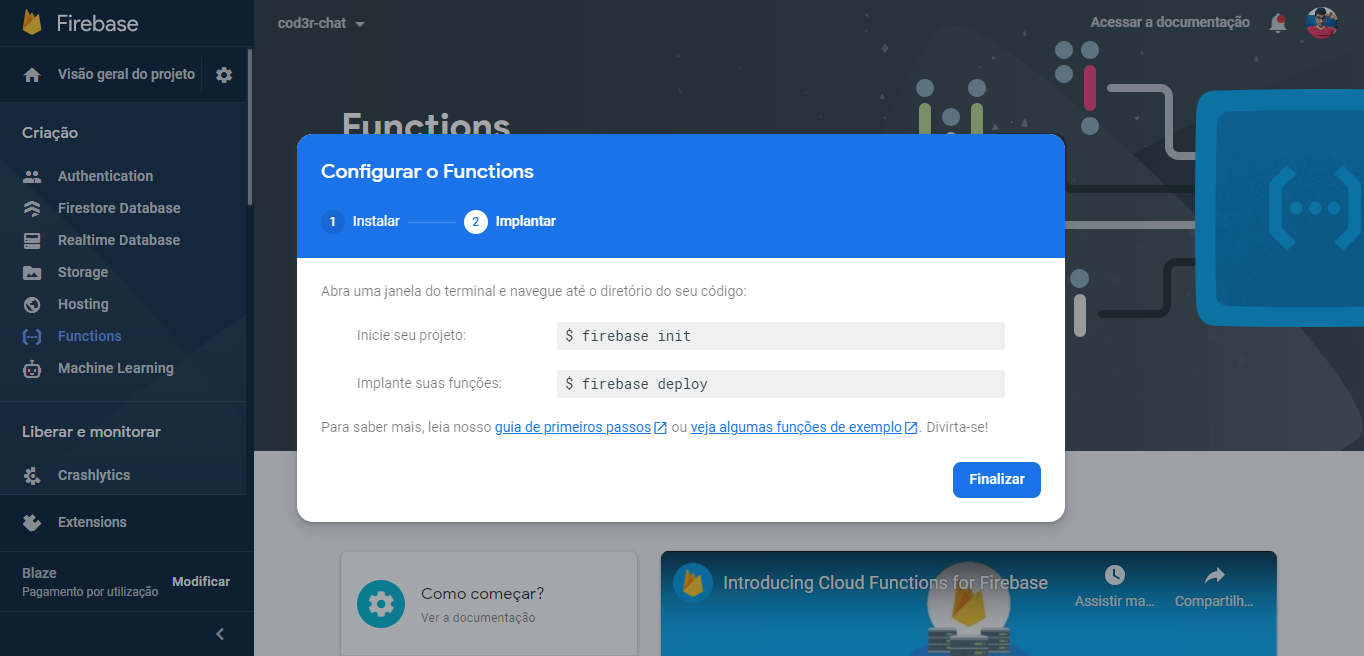 Firebase
cod3r-chat
Acessar a documentação
Visão geral do projeto
Criação
Authentication
Firestore Database
Realtime Database
Storage
Hosting
Functions
Machine Learning
Liberar e monitorar
Crashlytics
Extensions
Blaze
Pagamento por utilização
Modificar
Functions
Configurar o Functions
1 Instalar 2 Implantar
Abra uma janela do terminal e navegue até o diretório do seu código:
Inicie seu projeto: $ firebase init
Implante suas funções: $ firebase deploy
Para saber mais, leia nosso guia de primeiros passos ou veja algumas funções de exemplo. Divirta-se!
Finalizar
Como começar?
Ver a documentação
Introducing Cloud Functions for Firebase
Assistir ma...
Compartilh...